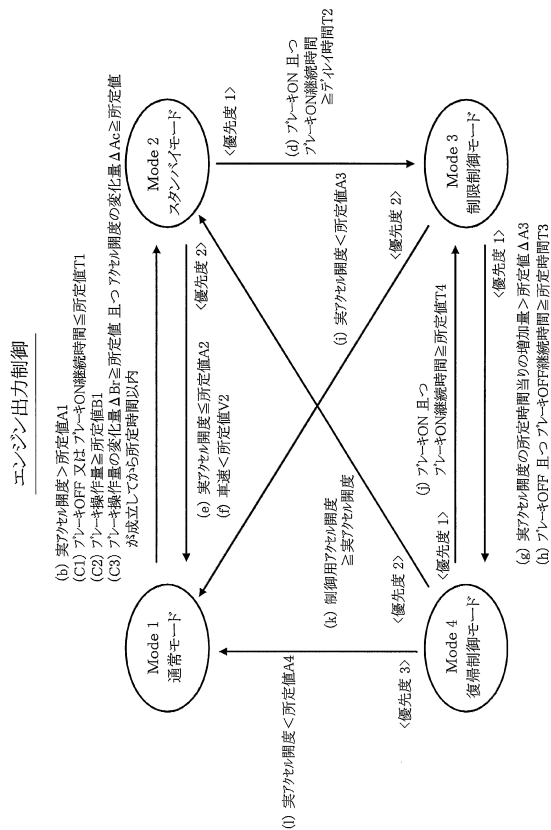 エンジン出力制御
(b) 実アクセル開度＞所定値A1
(C1) ブレーキOFF 又は ブレーキON継続時間≦所定値T1
(C2) ブレーキ操作量≧所定値B1
(C3) ブレーキ操作量の変化量ΔBr≧所定値 且つ アクセル開度の変化量ΔAc≧所定値
が成立してから所定時間以内
Mode 1
通常モード
Mode 2
スタンバイモード
<優先度 2>
<優先度 1>
(e) 実アクセル開度≦所定値A2
(f) 車速＜所定値V2
(d) ブレーキON 且つ
ブレーキON継続時間
≧ディレイ時間T2
(l) 実アクセル開度＜所定値A4
(k) 制御用アクセル開度
≧実アクセル開度
(i) 実アクセル開度＜所定値A3
<優先度 3>
<優先度 2>
<優先度 2>
(j) ブレーキON 且つ
ブレーキON継続時間≧所定時間T4
<優先度 1>
Mode 4
復帰制御モード
Mode 3
制限制御モード
<優先度 1>
(g) 実アクセル開度の所定時間当りの増加量＞所定値ΔA3
(h) ブレーキOFF 且つ ブレーキOFF継続時間≧所定時間T3